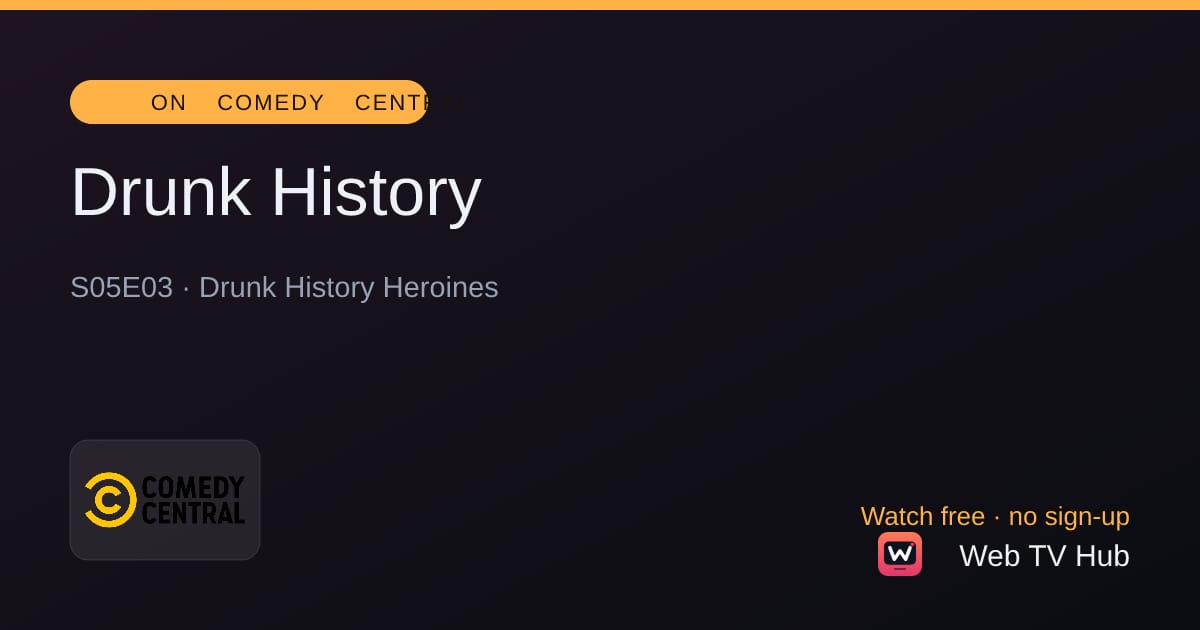 ON COMEDY CENTRAL
Drunk History
S05E03 · Drunk History Heroines
COMEDY
CENTRAL
Watch free · no sign-up
Web TV Hub